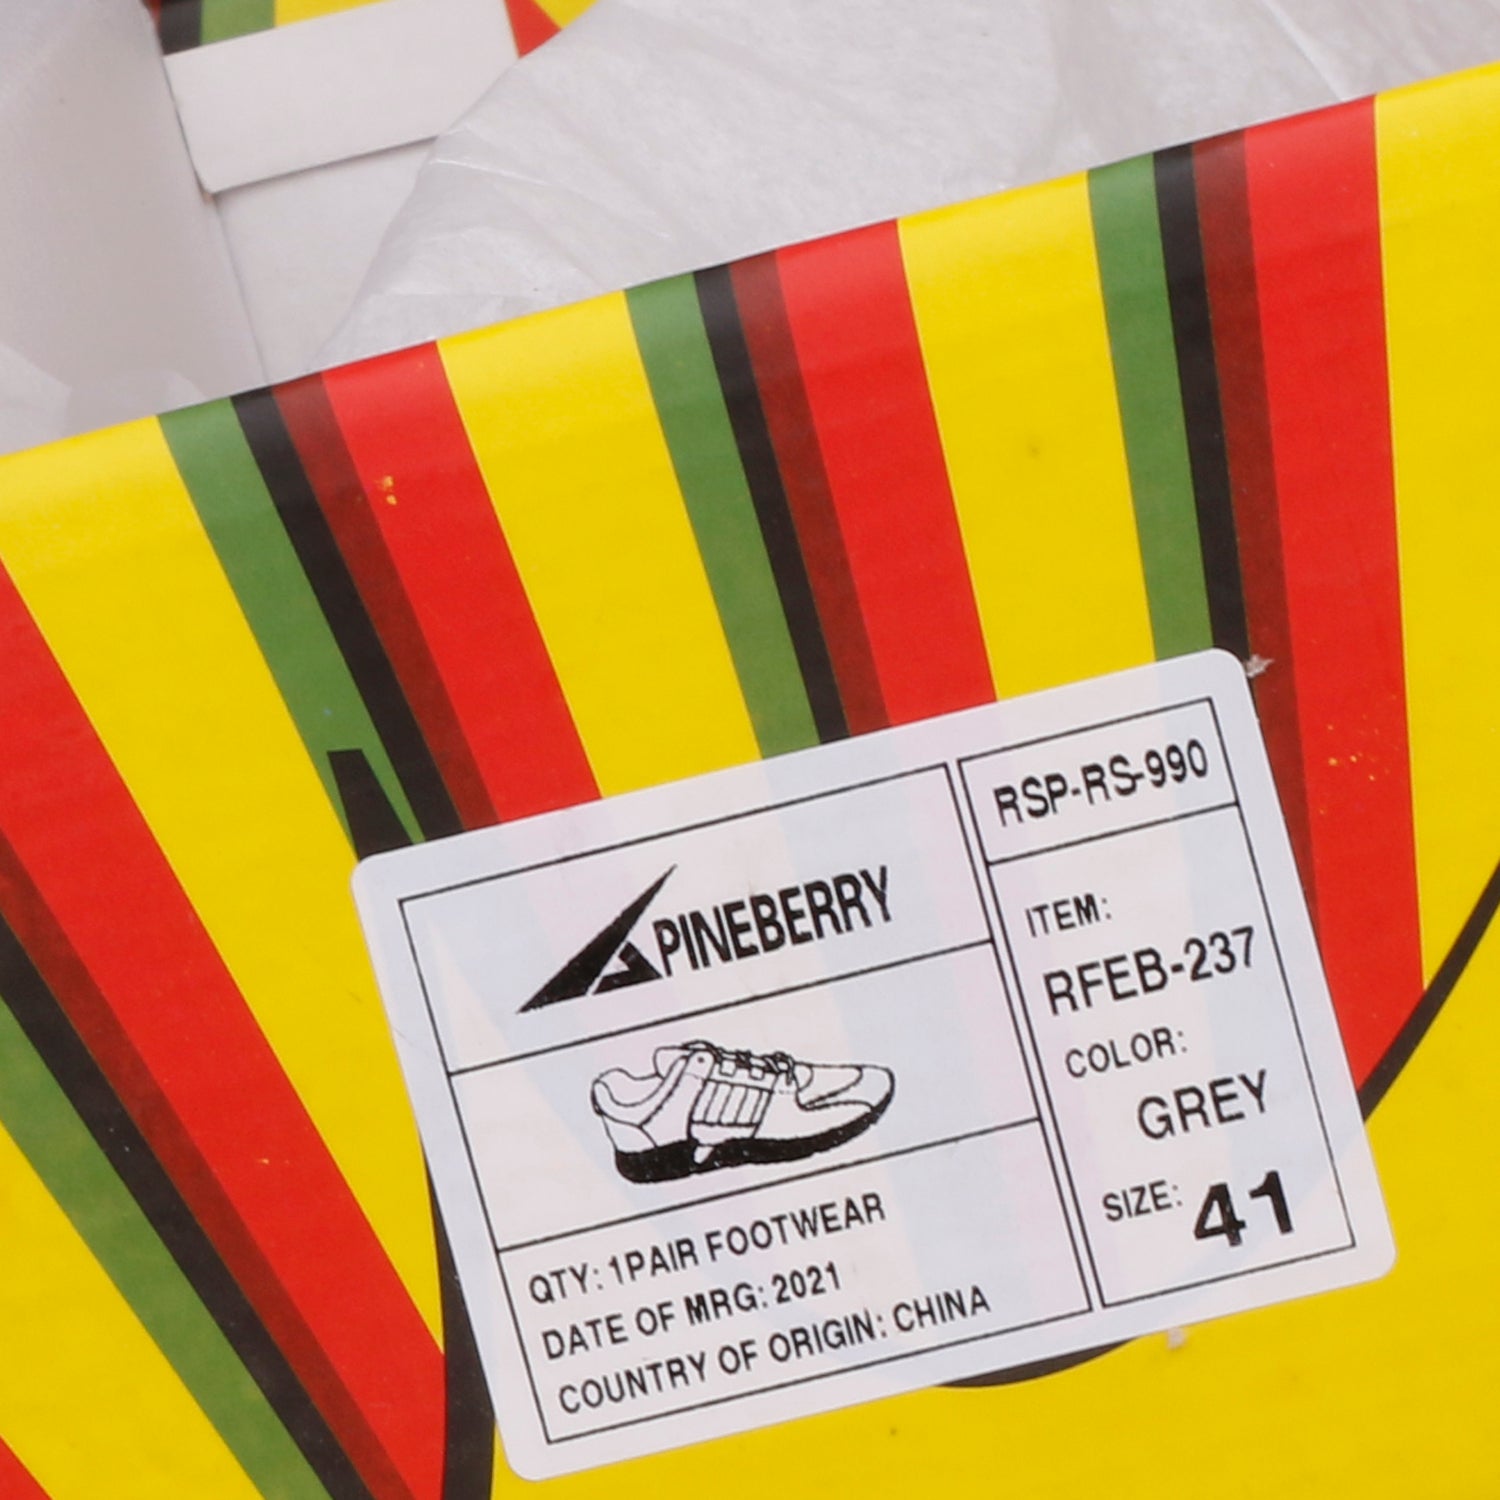 PINEBERRY
QTY: 1PAIR FOOTWEAR
DATE OF MRG: 2021
COUNTRY OF ORIGIN: CHINA
RSP-RS-990
ITEM:
RFEB-237
COLOR:
GREY
SIZE: 41